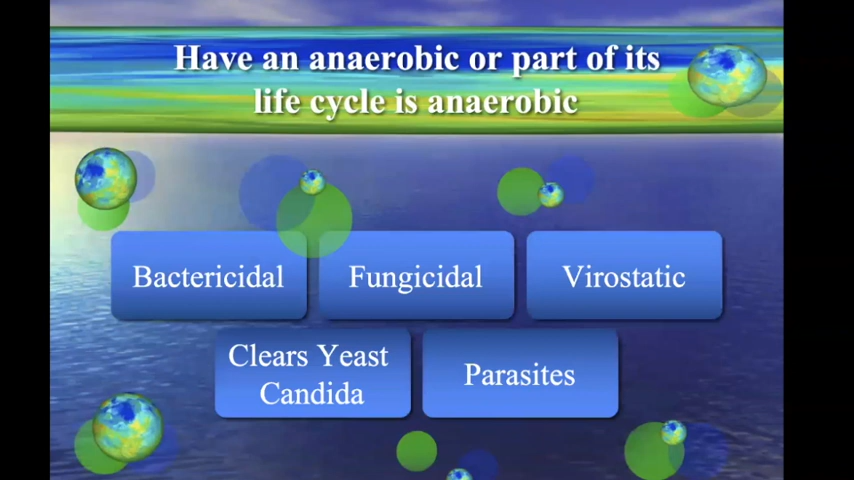 Have an anaerobic or part of its
life cycle is anaerobic
Bactericidal
Fungicidal
Virostatic
Clears Yeast
Candida
Parasites